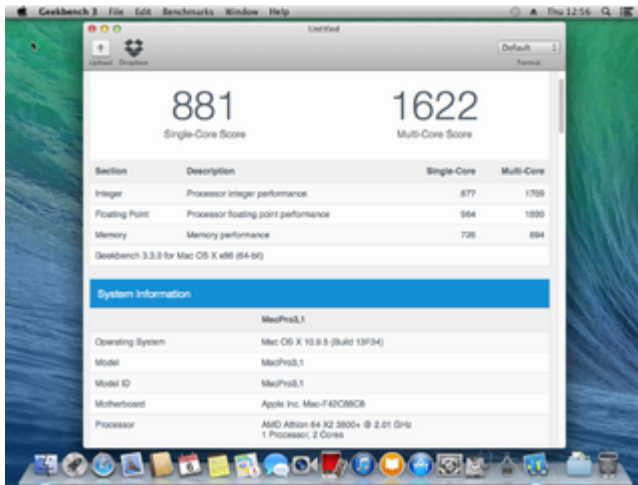 Geekbench 3 File Edit Benchmarks Window Help Thu 12:56
Untitled
Upload Dropbox Default
Format
881 1622
Single-Core Score Multi-Core Score
Section Description Single-Core Multi-Core
Integer Processor integer performance 877 1709
Floating Point Processor floating point performance 964 1899
Memory Memory performance 726 894
Geekbench 3.3.0 for Mac OS X x86 (64-bit)
System Information
MacPro3,1
Operating System Mac OS X 10.9.5 (Build 13F34)
Model MacPro3,1
Model ID MacPro3,1
Motherboard Apple Inc. Mac-F42C88C8
Processor AMD Athlon 64 X2 3800+ @ 2.01 GHz
1 Processor, 2 Cores